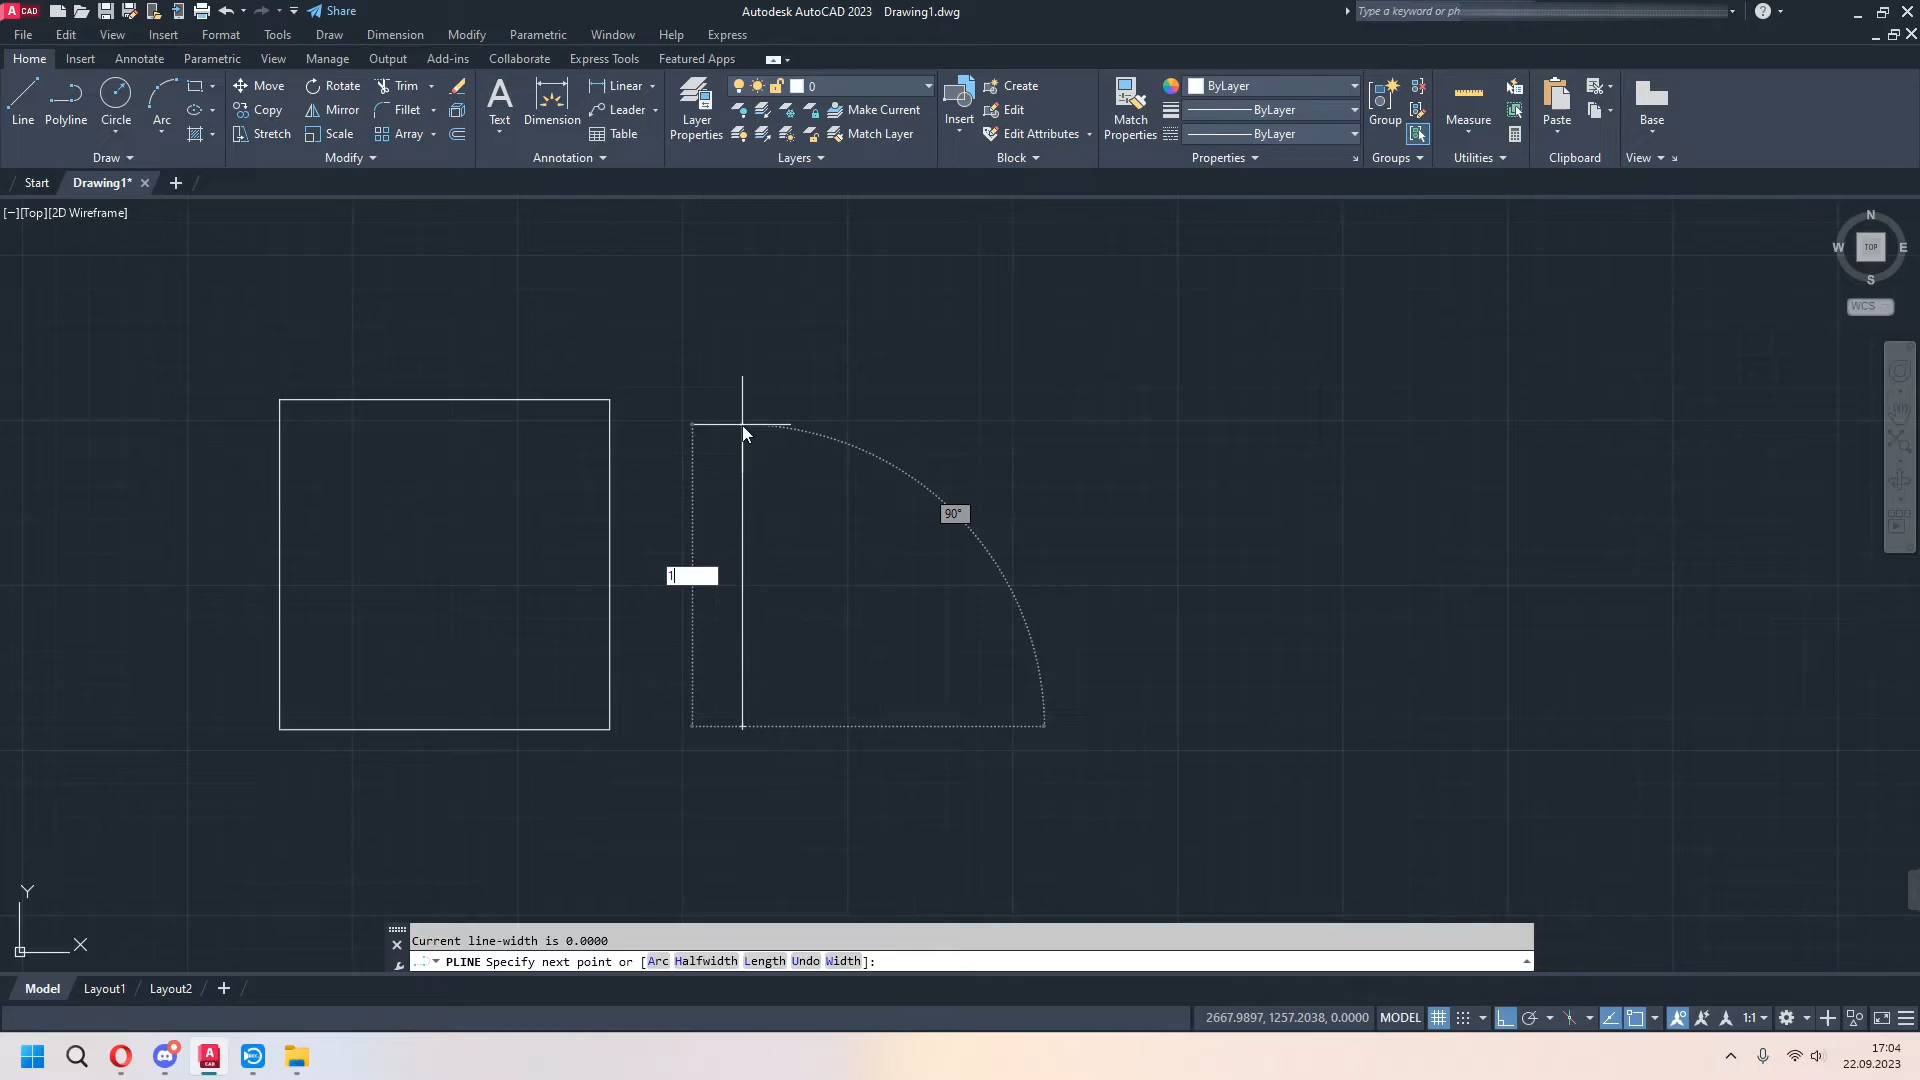 CAD
Share
Autodesk AutoCAD 2023 Drawing1.dwg
Type a keyword or ph
File Edit View Insert Format Tools Draw Dimension Modify Parametric Window Help Express
Home Insert Annotate Parametric View Manage Output Add-ins Collaborate Express Tools Featured Apps
Line Polyline Circle Arc
Move Rotate Trim
Copy Mirror Fillet
Stretch Scale Array
Text Dimension Linear
Leader
Table
Layer Properties
0
Make Current
Match Layer
Insert Create
Edit
Edit Attributes
Match Properties
ByLayer
ByLayer
ByLayer
Group Measure Paste Base
Draw Modify Annotation Layers Block Properties Groups Utilities Clipboard View
Start Drawing1* 
[−][Top][2D Wireframe]
N
W TOP E
S
WCS
90°
1
Y
X
Current line-width is 0.0000
PLINE Specify next point or [Arc Halfwidth Length Undo Width]:
Model Layout1 Layout2
2667.9897, 1257.2038, 0.0000 MODEL 1:1
A CAD
17:04
22.09.2023